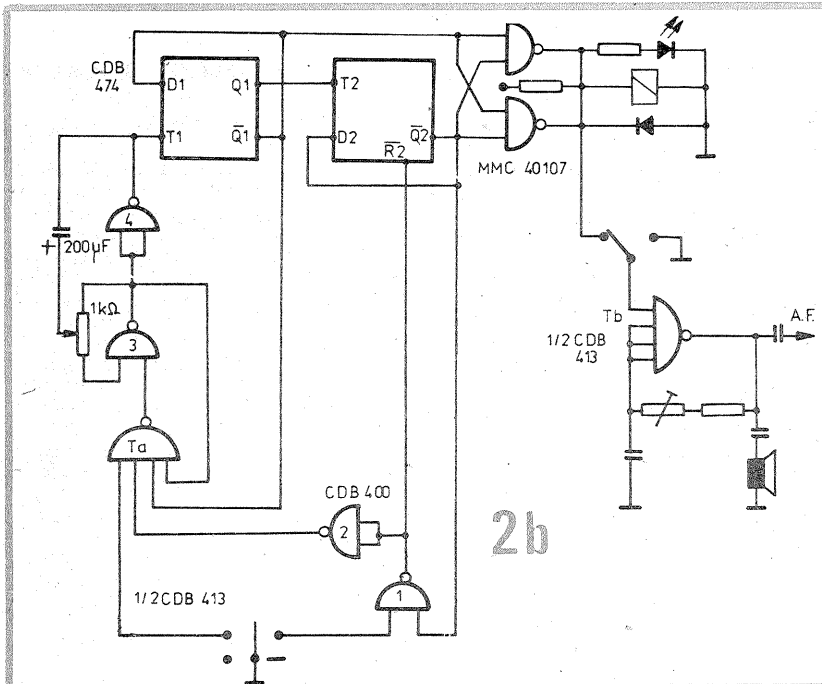 CDB
474
D1
Q1
T1
Q̅1
T2
D2
Q̅2
R̅2
MMC 40107
4
+ 200µF
1kΩ
3
Ta
Tb
1/2 CDB
413
A.F.
CDB 400
2
2b
1
1/2 CDB 413